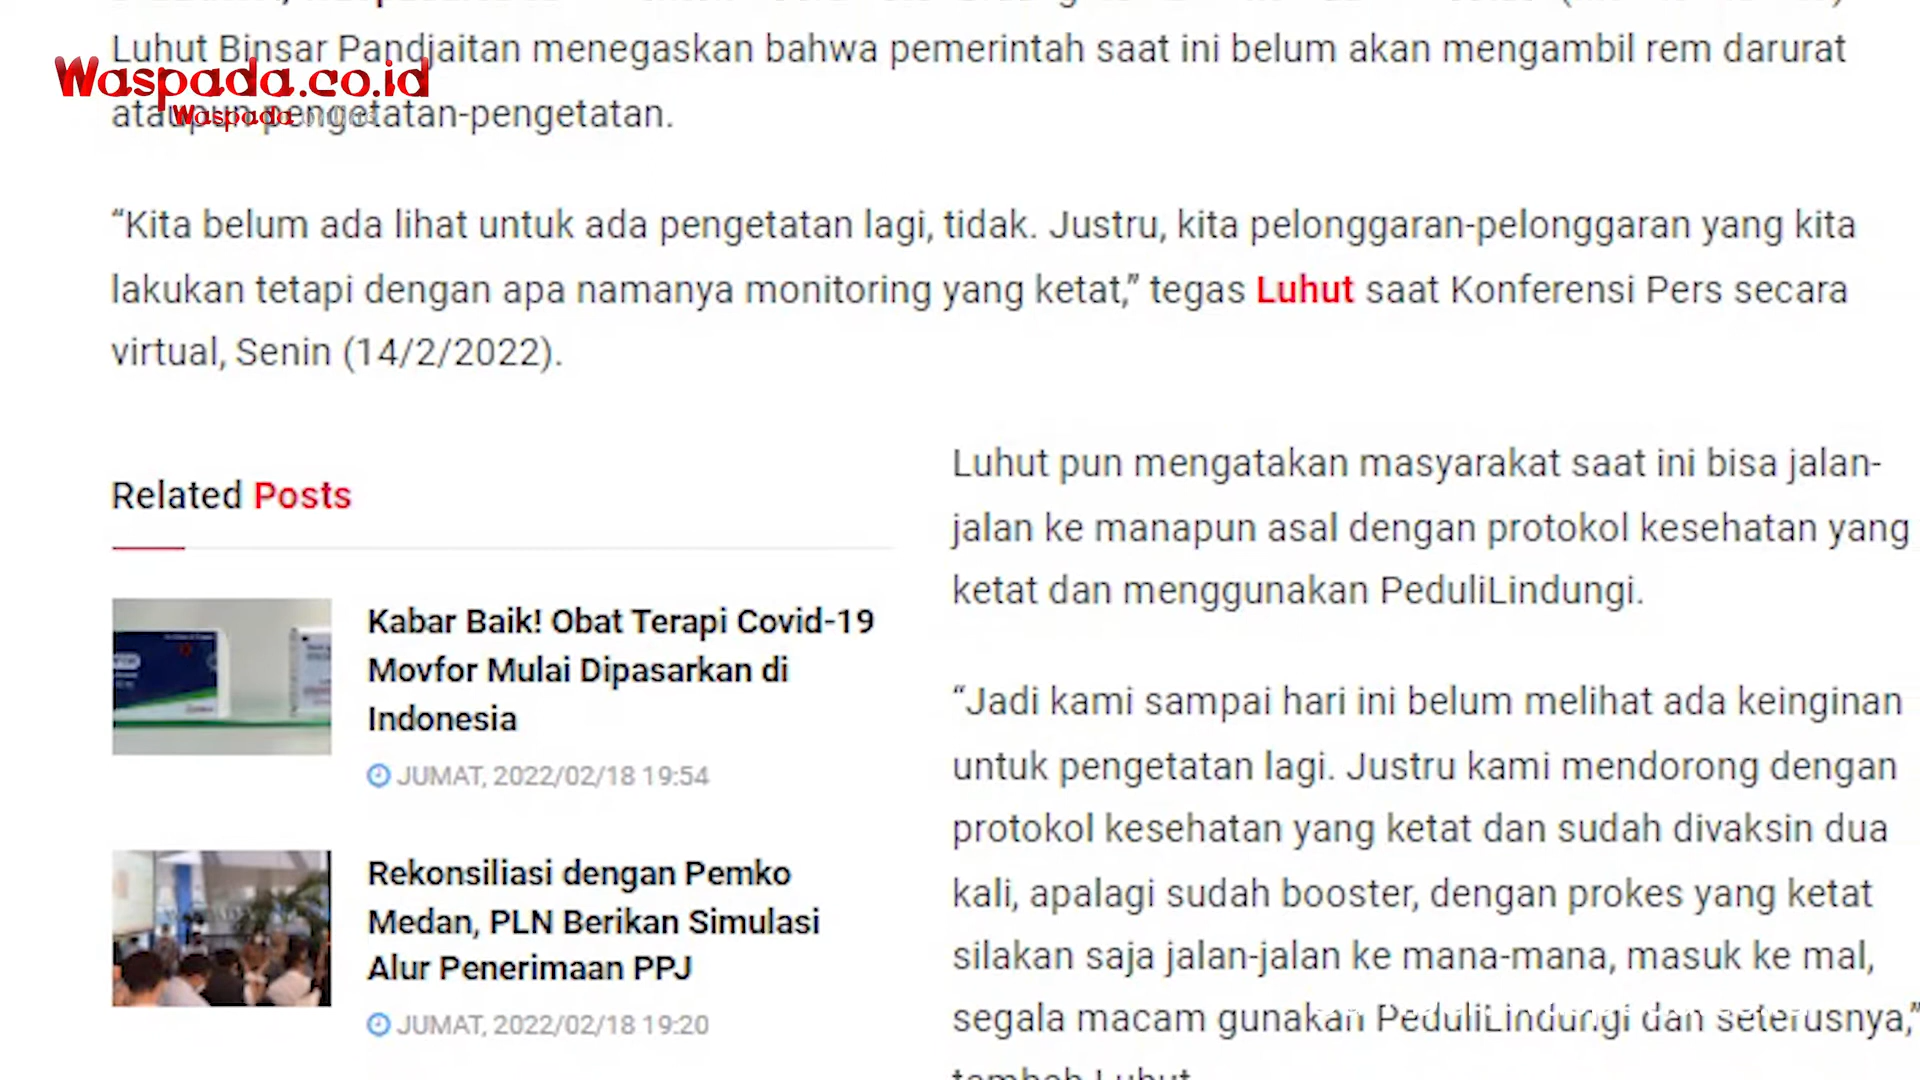 Luhut Binsar Pandjaitan menegaskan bahwa pemerintah saat ini belum akan mengambil rem darurat
Waspada.co.id
ataupun pengetatan-pengetatan.
Waspada online
“Kita belum ada lihat untuk ada pengetatan lagi, tidak. Justru, kita pelonggaran-pelonggaran yang kita
lakukan tetapi dengan apa namanya monitoring yang ketat,” tegas Luhut saat Konferensi Pers secara
virtual, Senin (14/2/2022).
Related Posts
Kabar Baik! Obat Terapi Covid-19
Movfor Mulai Dipasarkan di
Indonesia
JUMAT, 2022/02/18 19:54
Rekonsiliasi dengan Pemko
Medan, PLN Berikan Simulasi
Alur Penerimaan PPJ
JUMAT, 2022/02/18 19:20
Luhut pun mengatakan masyarakat saat ini bisa jalan-
jalan ke manapun asal dengan protokol kesehatan yang
ketat dan menggunakan PeduliLindungi.
“Jadi kami sampai hari ini belum melihat ada keinginan
untuk pengetatan lagi. Justru kami mendorong dengan
protokol kesehatan yang ketat dan sudah divaksin dua
kali, apalagi sudah booster, dengan prokes yang ketat
silakan saja jalan-jalan ke mana-mana, masuk ke mal,
segala macam gunakan PeduliLindungi dan seterusnya,”
tambah Luhut